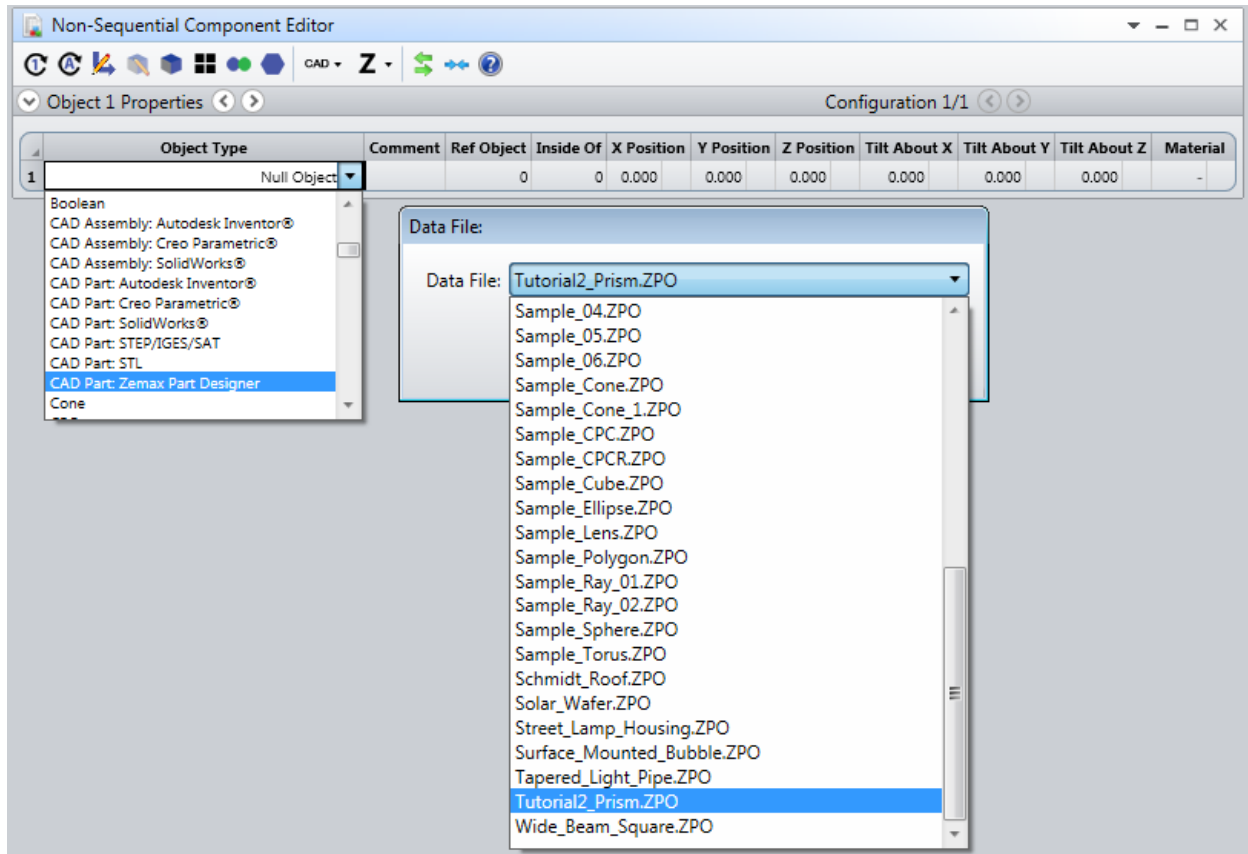 Non-Sequential Component Editor
CAD Z
Object 1 Properties Configuration 1/1
Object Type Comment Ref Object Inside Of X Position Y Position Z Position Tilt About X Tilt About Y Tilt About Z Material
1 Null Object 0 0 0.000 0.000 0.000 0.000 0.000 0.000 -
Boolean
CAD Assembly: Autodesk Inventor®
CAD Assembly: Creo Parametric®
CAD Assembly: SolidWorks®
CAD Part: Autodesk Inventor®
CAD Part: Creo Parametric®
CAD Part: SolidWorks®
CAD Part: STEP/IGES/SAT
CAD Part: STL
CAD Part: Zemax Part Designer
Cone
Data File:
Data File: Tutorial2_Prism.ZPO
Sample_04.ZPO
Sample_05.ZPO
Sample_06.ZPO
Sample_Cone.ZPO
Sample_Cone_1.ZPO
Sample_CPC.ZPO
Sample_CPCR.ZPO
Sample_Cube.ZPO
Sample_Ellipse.ZPO
Sample_Lens.ZPO
Sample_Polygon.ZPO
Sample_Ray_01.ZPO
Sample_Ray_02.ZPO
Sample_Sphere.ZPO
Sample_Torus.ZPO
Schmidt_Roof.ZPO
Solar_Wafer.ZPO
Street_Lamp_Housing.ZPO
Surface_Mounted_Bubble.ZPO
Tapered_Light_Pipe.ZPO
Tutorial2_Prism.ZPO
Wide_Beam_Square.ZPO